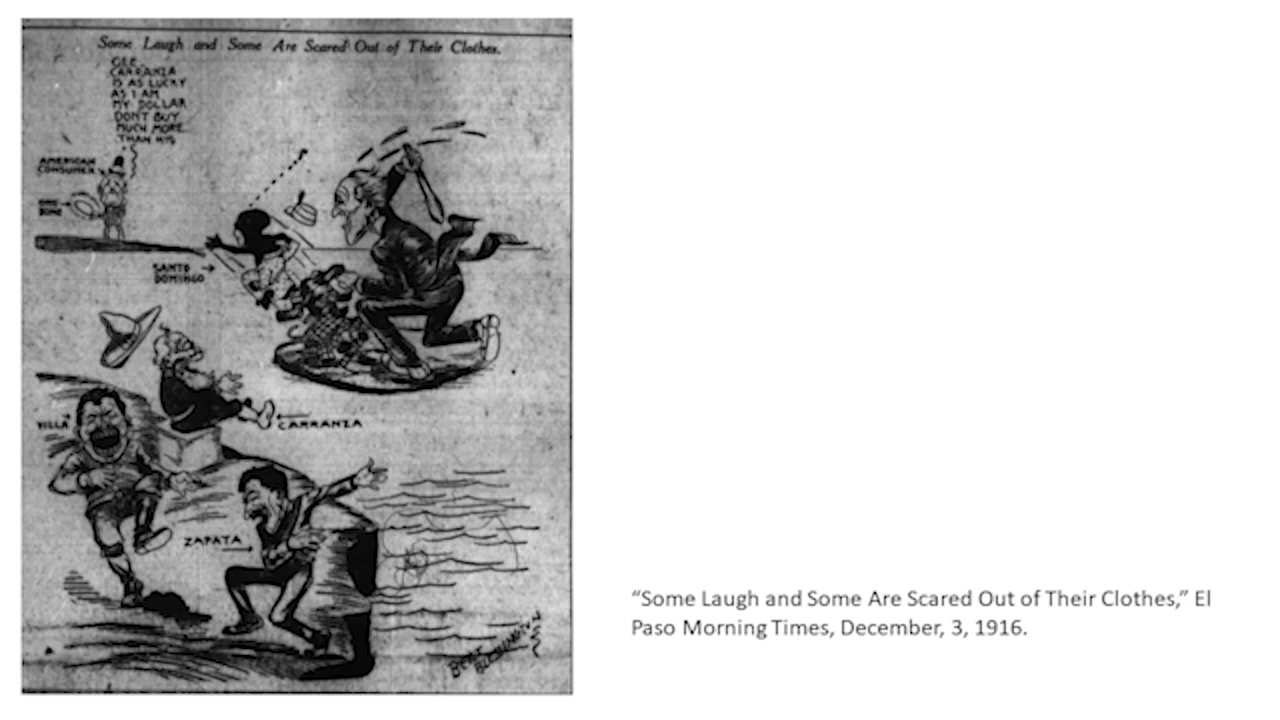 Some Laugh and Some Are Scared Out of Their Clothes.
GEE
CARRANZA
IS AS LUCKY
AS I AM
MY DOLLAR
DON'T BUY
MUCH MORE
THAN HIS
AMERICAN
CONSUMER
SANTO
DOMINGO
VILLA
CARRANZA
ZAPATA
BERT
“Some Laugh and Some Are Scared Out of Their Clothes,” El
Paso Morning Times, December, 3, 1916.